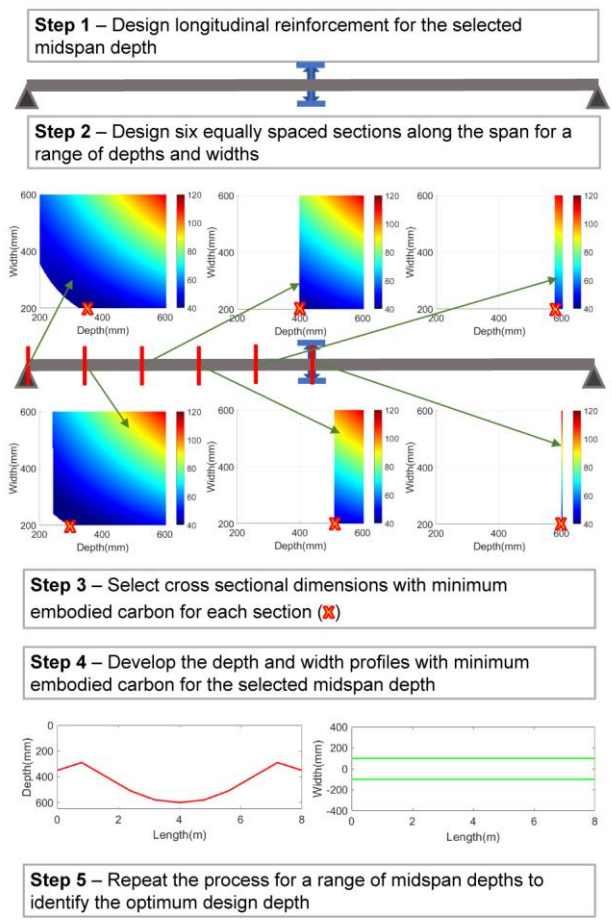 Step 1 – Design longitudinal reinforcement for the selected
midspan depth
Step 2 – Design six equally spaced sections along the span for a
range of depths and widths
600
400
200
Width(mm)
200
400
600
Depth(mm)
120
100
80
60
40
600
400
200
Width(mm)
200
400
600
Depth(mm)
120
100
80
60
40
600
400
200
Width(mm)
200
400
600
Depth(mm)
120
100
80
60
40
600
400
200
Width(mm)
200
400
600
Depth(mm)
120
100
80
60
40
600
400
200
Width(mm)
200
400
600
Depth(mm)
120
100
80
60
40
600
400
200
Width(mm)
200
400
600
Depth(mm)
120
100
80
60
40
Step 3 – Select cross sectional dimensions with minimum
embodied carbon for each section (X)
Step 4 – Develop the depth and width profiles with minimum
embodied carbon for the selected midspan depth
0
200
400
600
Depth(mm)
0 2 4 6 8
Length(m)
400
200
0
-200
-400
Width(mm)
0 2 4 6 8
Length(m)
Step 5 – Repeat the process for a range of midspan depths to
identify the optimum design depth